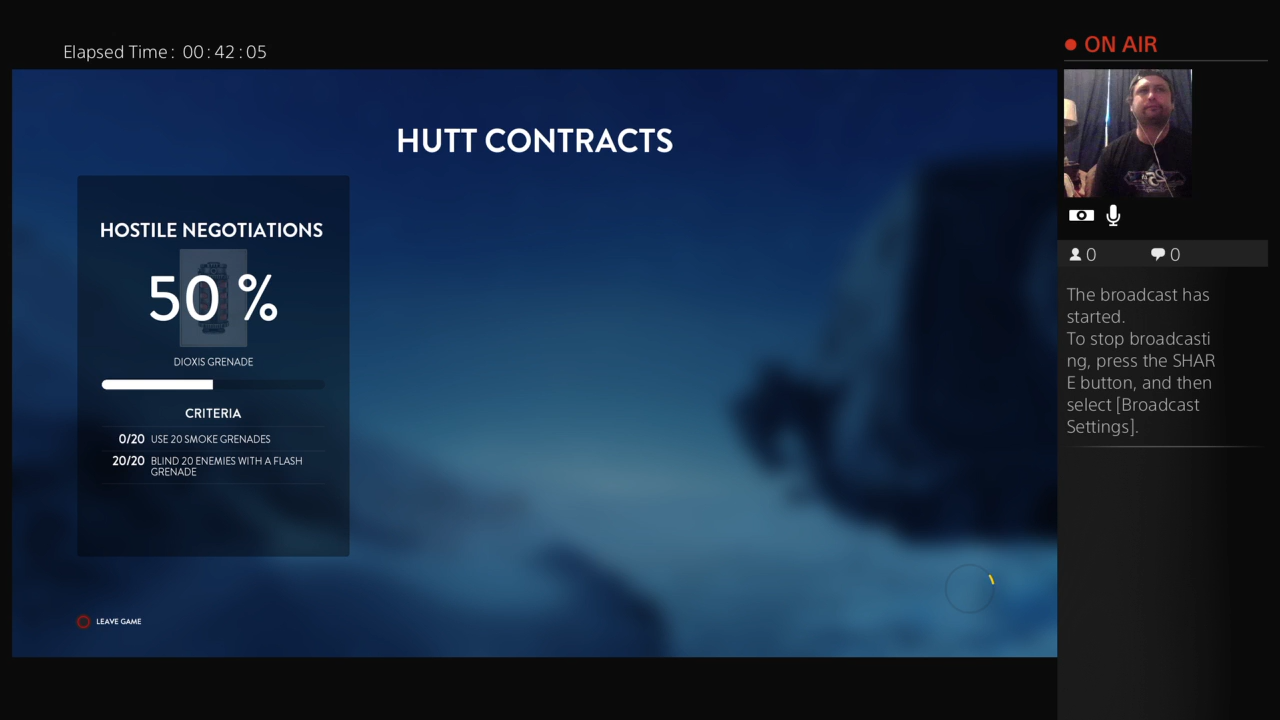 Elapsed Time: 00:42:05
ON AIR
HUTT CONTRACTS
HOSTILE NEGOTIATIONS
50 %
DIOXIS GRENADE
CRITERIA
0/20 USE 20 SMOKE GRENADES
20/20 BLIND 20 ENEMIES WITH A FLASH
GRENADE
LEAVE GAME
0 0
The broadcast has
started.
To stop broadcasti
ng, press the SHAR
E button, and then
select [Broadcast
Settings].